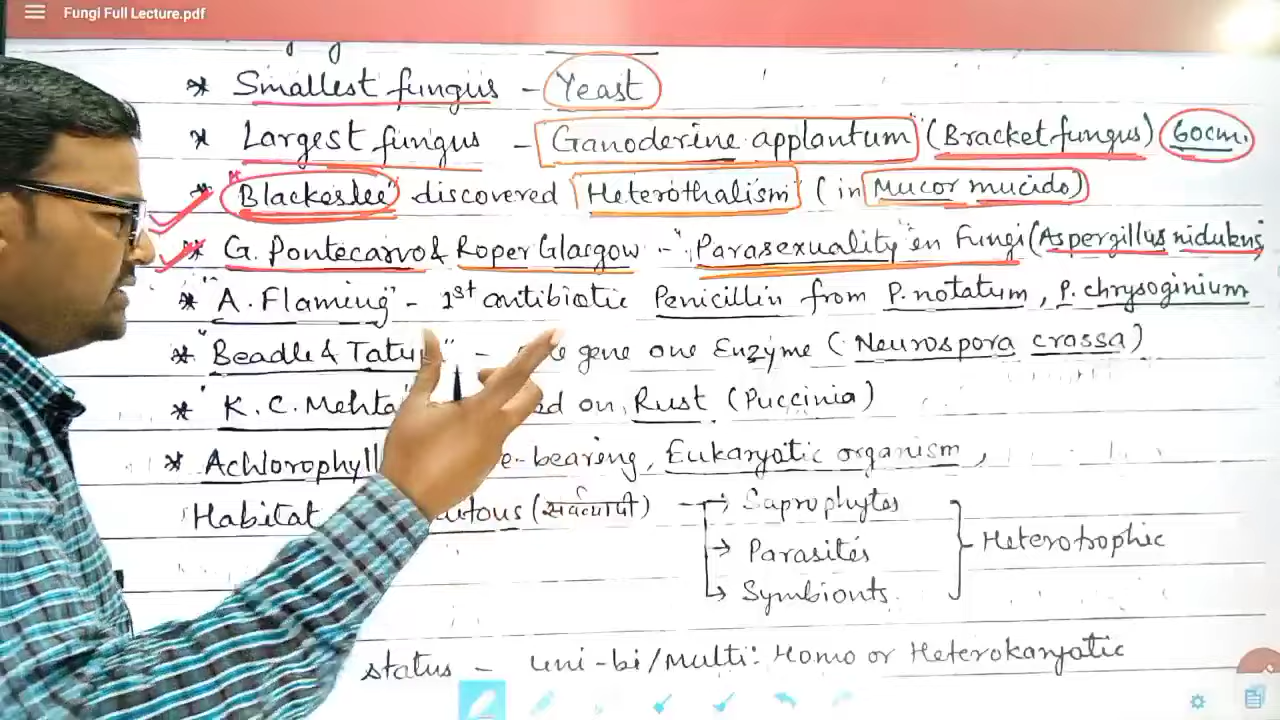 Fungi Full Lecture.pdf
* Smallest fungus - Yeast
* Largest fungus - Ganoderine applantum (Bracket fungus) 60cm.
* "Blackeslee" discovered Heterothalism (in Mucor mucido)
* G. Pontecarvo & Roper Glasgow - "Parasexuality" in Fungi (Aspergillus nidulens
* "A. Flaming" - 1st antibiotic Penicillin from P. notatum, P. chrysoginium
* "Beadle & Tatum" - gene one Enzyme (Neurospora crassa)
* K. C. Mehta on Rust (Puccinia)
* Achlorophyll e-bearing, Eukaryotic organism,
Habitat (सर्वव्यापी) → Saprophytes
→ Parasites Heterotrophic
→ Symbionts.
status - Uni-bi/Multi: Homo or Heterokaryotic